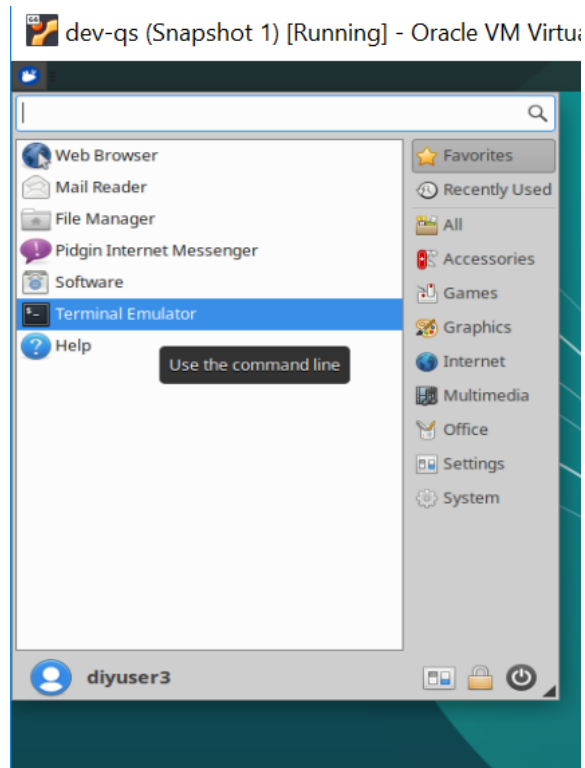 dev-qs (Snapshot 1) [Running] - Oracle VM Virtua
Web Browser
Mail Reader
File Manager
Pidgin Internet Messenger
Software
Terminal Emulator
Help
Use the command line
Favorites
Recently Used
All
Accessories
Games
Graphics
Internet
Multimedia
Office
Settings
System
diyuser3